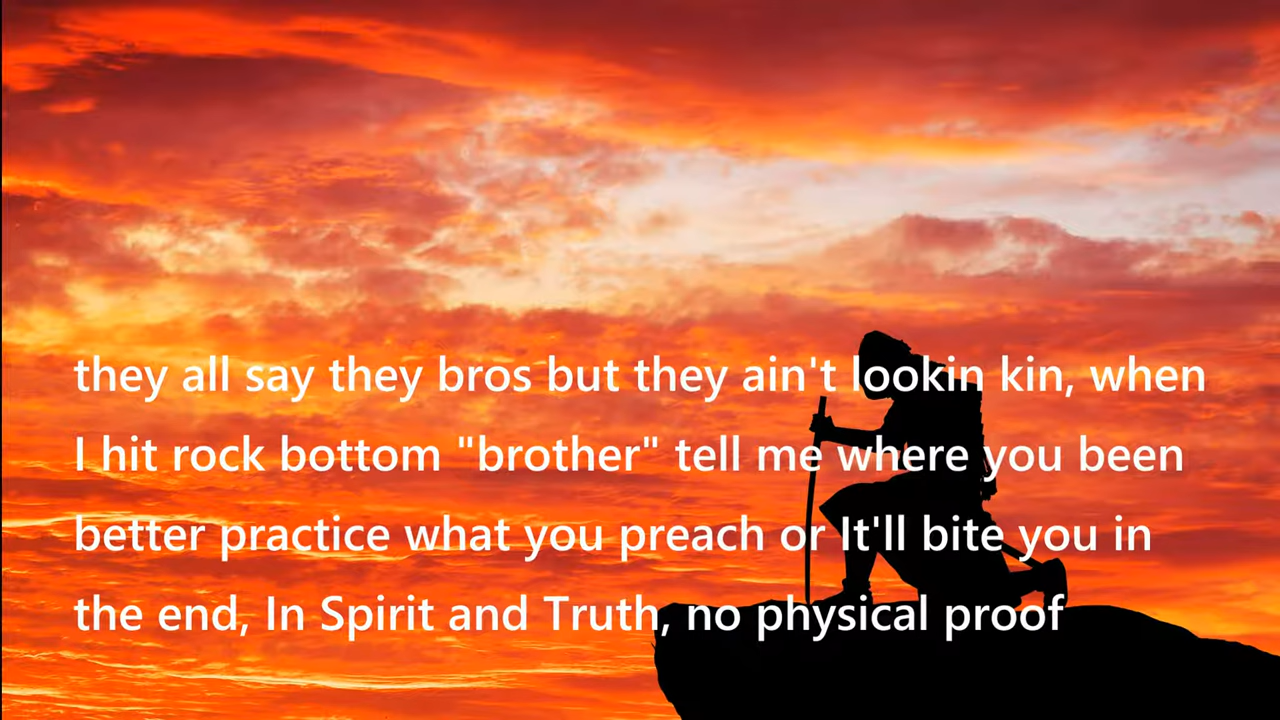 they all say they bros but they ain't lookin kin, when
I hit rock bottom "brother" tell me where you been
better practice what you preach or It'll bite you in
the end, In Spirit and Truth, no physical proof